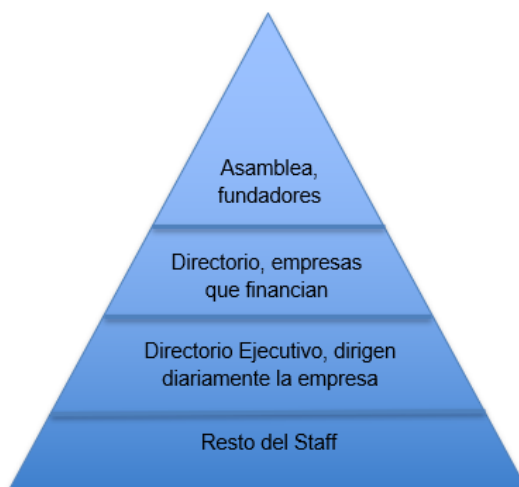 Asamblea,
fundadores
Directorio, empresas
que financian
Directorio Ejecutivo, dirigen
diariamente la empresa
Resto del Staff